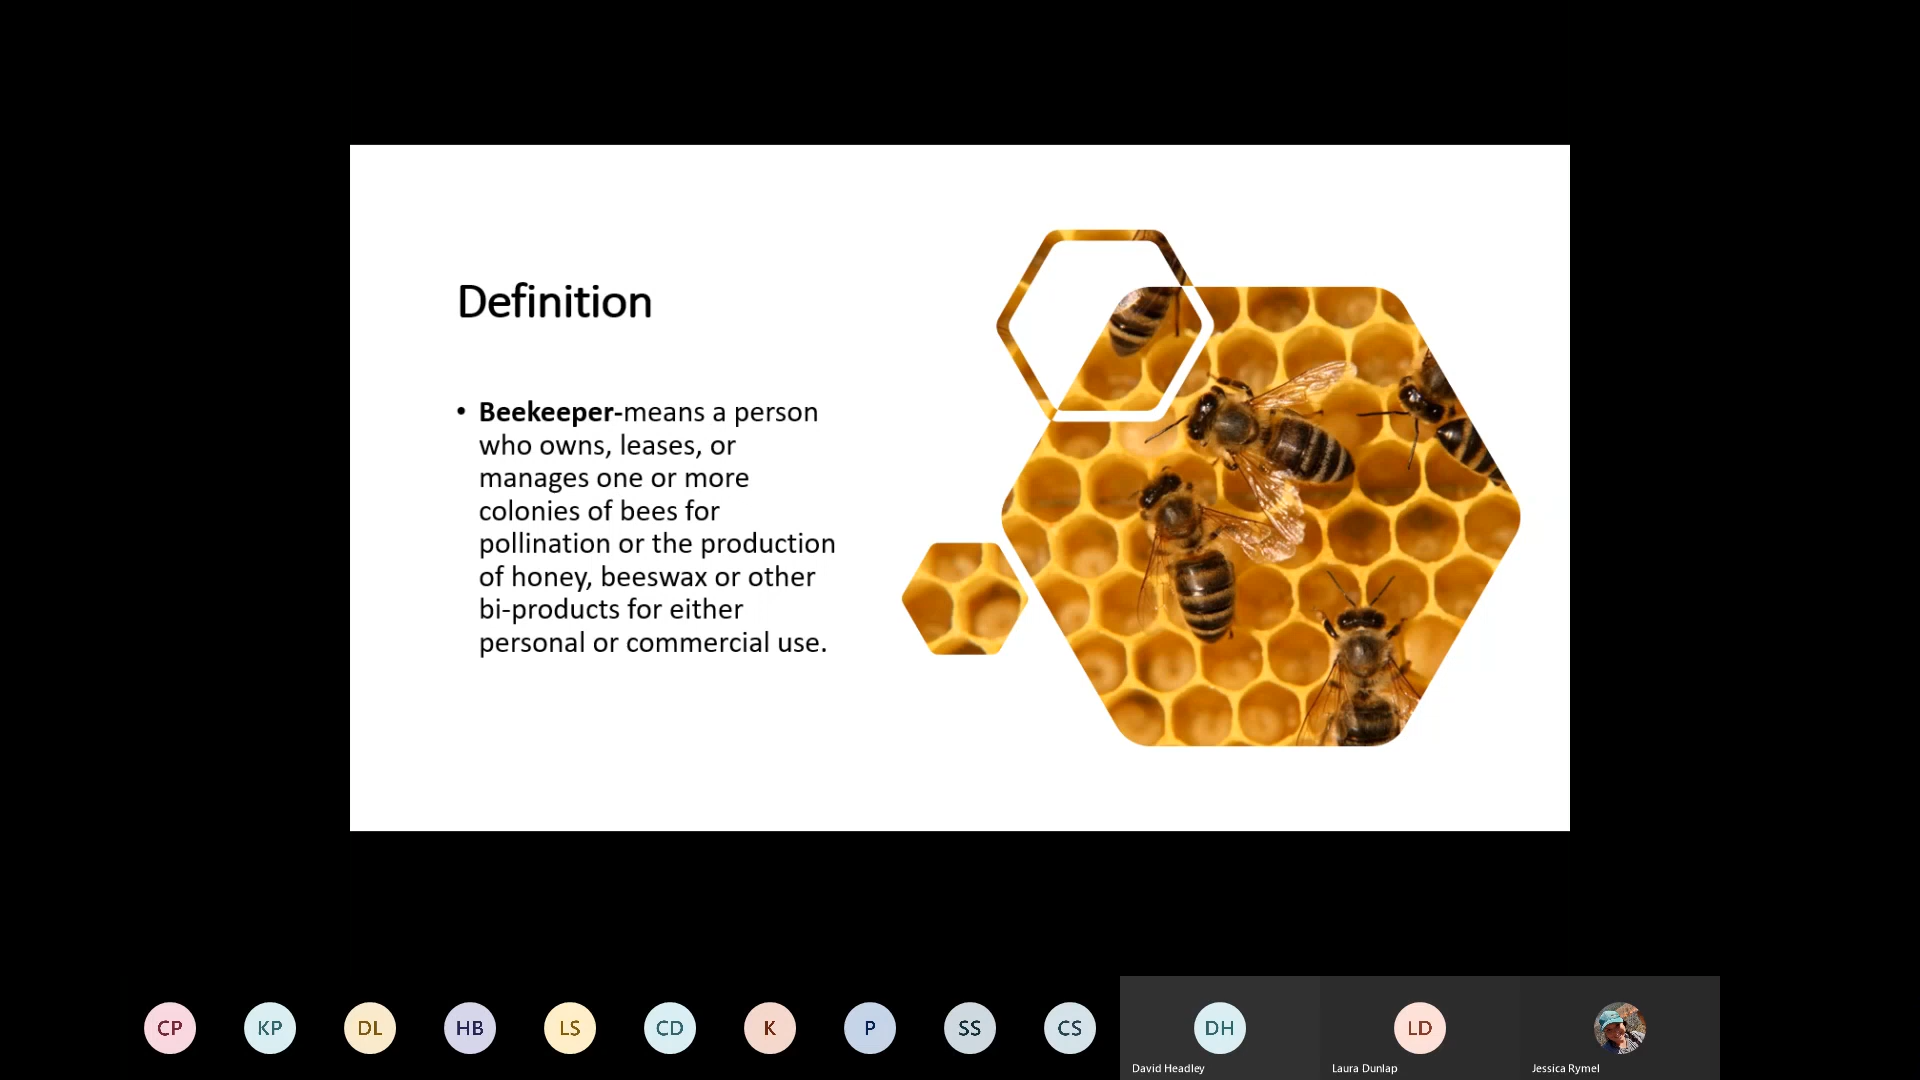 Definition
• Beekeeper-means a person
who owns, leases, or
manages one or more
colonies of bees for
pollination or the production
of honey, beeswax or other
bi-products for either
personal or commercial use.
CP KP DL HB LS CD K P SS CS DH LD
David Headley Laura Dunlap Jessica Rymel